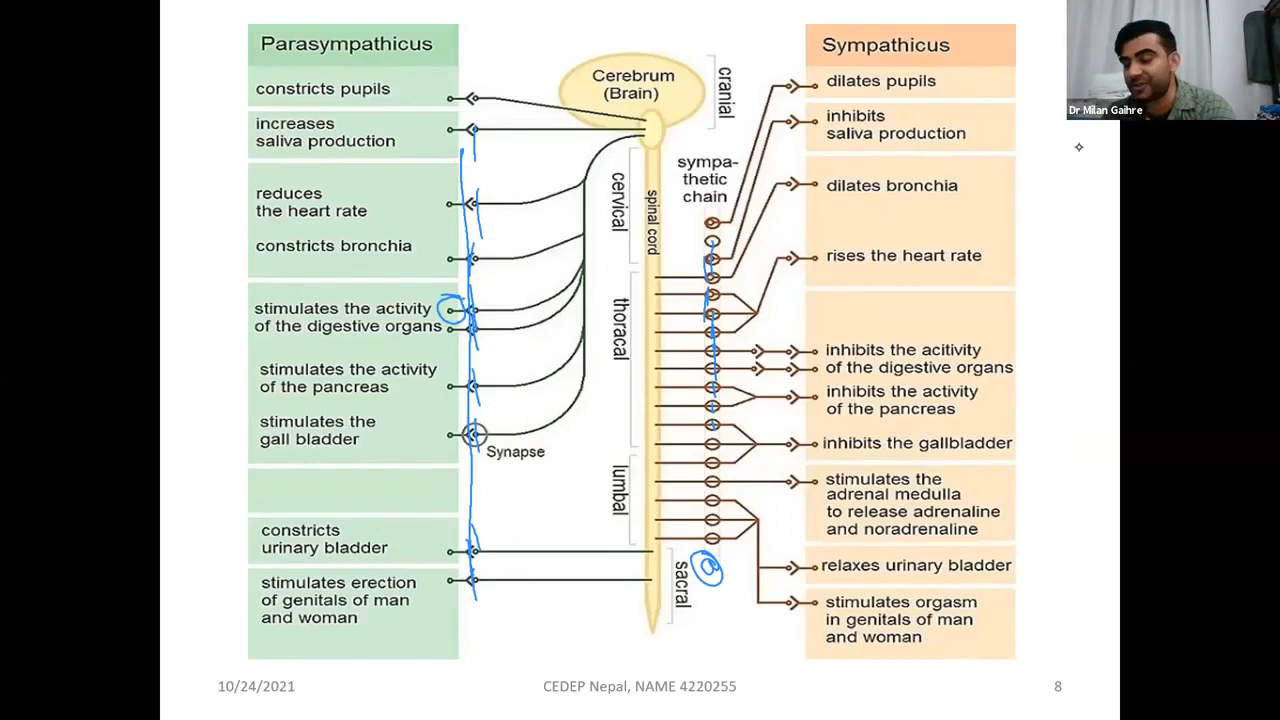 Parasympathicus
constricts pupils
increases
saliva production
reduces
the heart rate
constricts bronchia
stimulates the activity
of the digestive organs
stimulates the activity
of the pancreas
stimulates the
gall bladder
constricts
urinary bladder
stimulates erection
of genitals of man
and woman
Cerebrum
(Brain)
cranial
cervical
spinal cord
thoracal
lumbal
sacral
sympa-
thetic
chain
Synapse
Sympathicus
dilates pupils
inhibits
saliva production
dilates bronchia
rises the heart rate
inhibits the acitivity
of the digestive organs
inhibits the activity
of the pancreas
inhibits the gallbladder
stimulates the
adrenal medulla
to release adrenaline
and noradrenaline
relaxes urinary bladder
stimulates orgasm
in genitals of man
and woman
Dr Milan Gaihre
10/24/2021
CEDEP Nepal, NAME 4220255
8